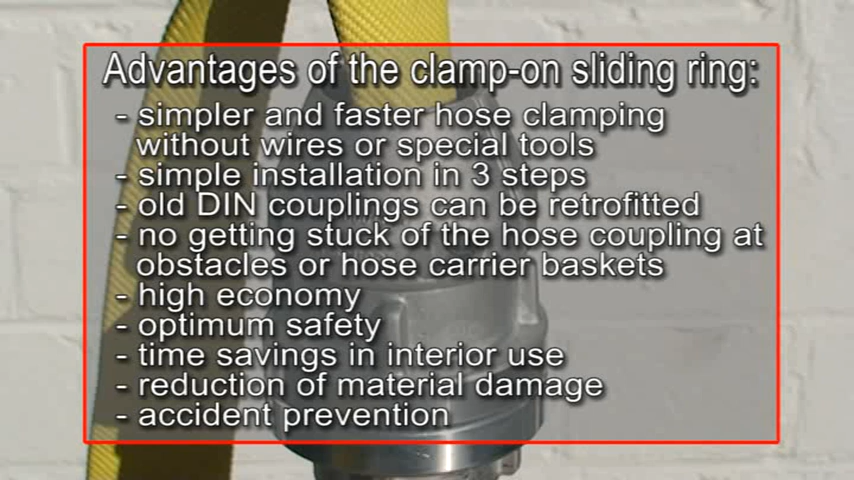 Advantages of the clamp-on sliding ring:
- simpler and faster hose clamping
without wires or special tools
- simple installation in 3 steps
- old DIN couplings can be retrofitted
- no getting stuck of the hose coupling at
obstacles or hose carrier baskets
- high economy
- optimum safety
- time savings in interior use
- reduction of material damage
- accident prevention